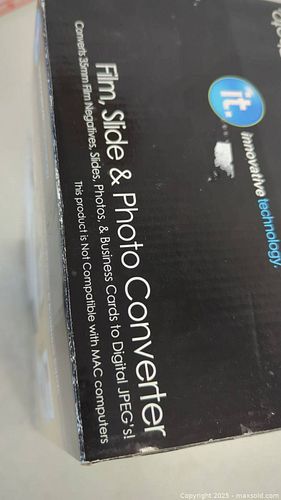 it.
innovative technology.
Film, Slide & Photo Converter
Converts 35mm Film Negatives, Slides, Photos, & Business Cards to Digital JPEG's!
This product is Not Compatible with MAC computers
Copyright 2025 - maxsold.com